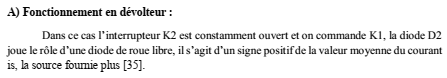 A) Fonctionnement en dévolteur :
Dans ce cas l'interrupteur K2 est constamment ouvert et on commande K1, la diode D2
joue le rôle d'une diode de roue libre, il s'agit d'un signe positif de la valeur moyenne du courant
is, la source fournie plus [35].